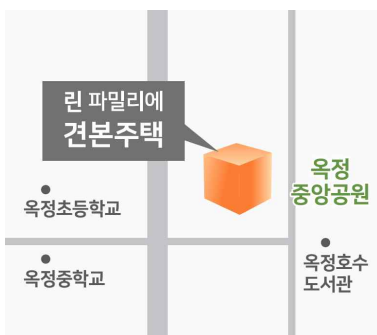 린 파밀리에
견본주택
옥정
중앙공원
옥정초등학교
옥정중학교
옥정호수
도서관